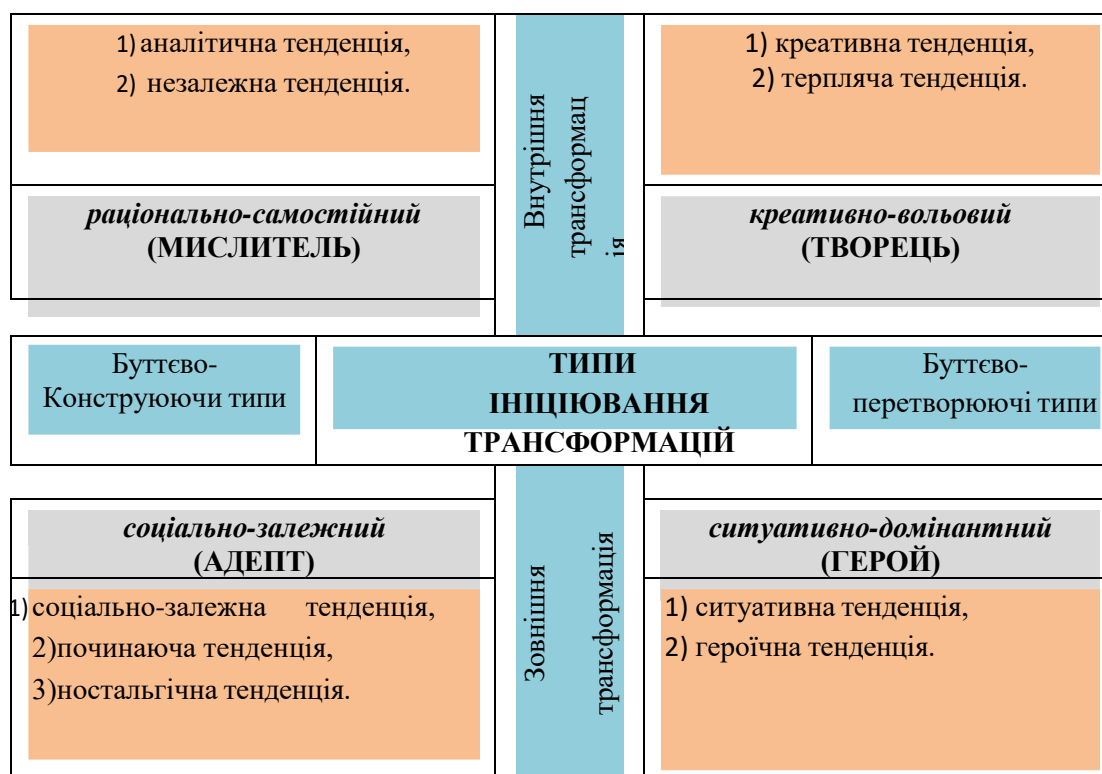 1) аналітична тенденція,
2) незалежна тенденція.
раціонально-самостійний
(МИСЛИТЕЛЬ)
Внутрішня
трансформац
ія
1) креативна тенденція,
2) терпляча тенденція.
креативно-вольовий
(ТВОРЕЦЬ)
Буттєво-
Конструюючи типи
ТИПИ
ІНІЦІЮВАННЯ
ТРАНСФОРМАЦІЙ
Буттєво-
перетворюючі типи
соціально-залежний
(АДЕПТ)
1) соціально-залежна тенденція,
2)починаюча тенденція,
3)ностальгічна тенденція.
Зовнішня
трансформація
ситуативно-домінантний
(ГЕРОЙ)
1) ситуативна тенденція,
2) героїчна тенденція.